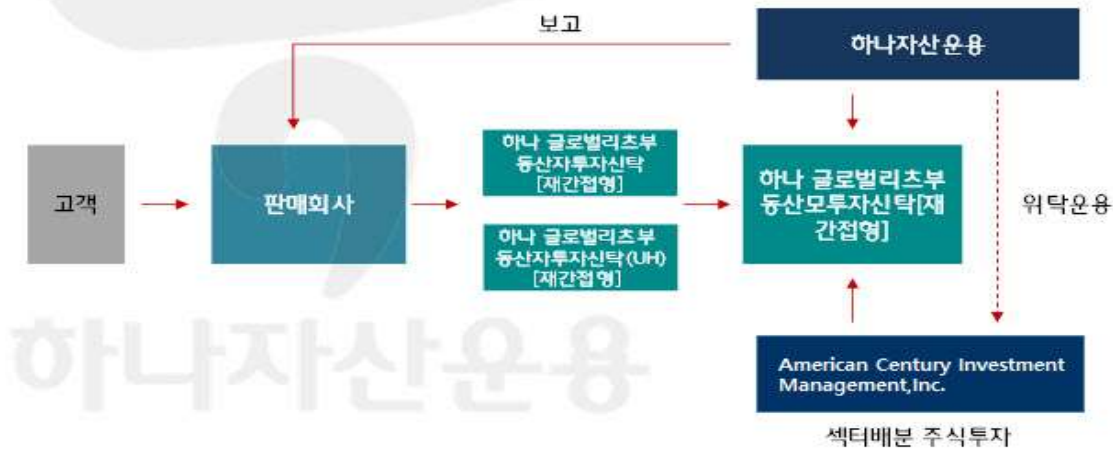 보고
하나자산운용
고객
판매회사
하나 글로벌리츠부
동산자투자신탁
[재간접형]
하나 글로벌리츠부
동산자투자신탁(UH)
[재간접형]
하나 글로벌리츠부
동산모투자신탁[재
간접형]
위탁운용
하나자산운용
American Century Investment
Management,Inc.
섹터배분 주식투자